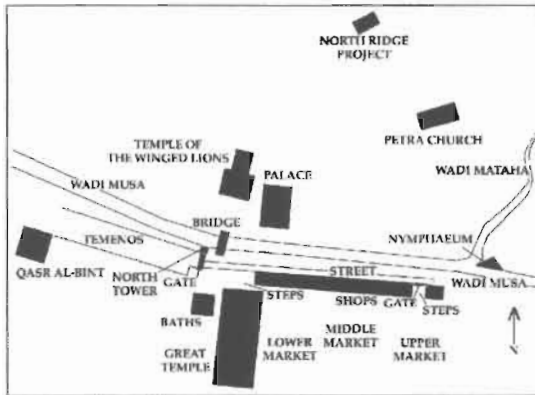 NORTH RIDGE
PROJECT
PETRA CHURCH
TEMPLE OF
THE WINGED LIONS
WADI MATAHA
PALACE
WADI MUSA
BRIDGE
NYMPHAEUM
TEMENOS
QASR AL-BINT
NORTH
TOWER
GATE
STREET
WADI MUSA
STEPS
SHOPS
GATE
STEPS
BATHS
LOWER
MARKET
MIDDLE
MARKET
UPPER
MARKET
GREAT
TEMPLE
N